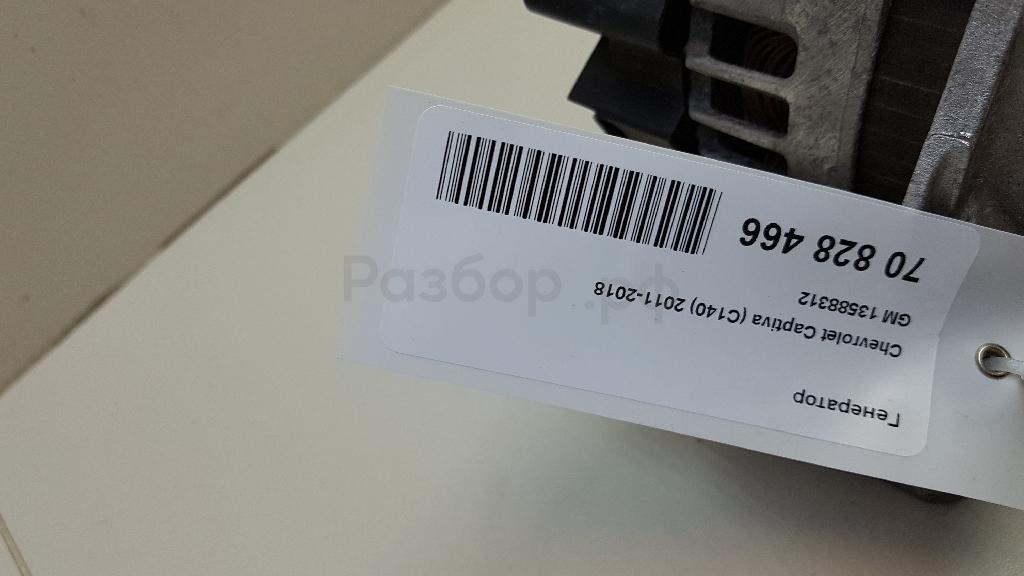 Генератор
Chevrolet Captiva (C140) 2011-2018
GM 13588312
70 828 466
Разбор.рф